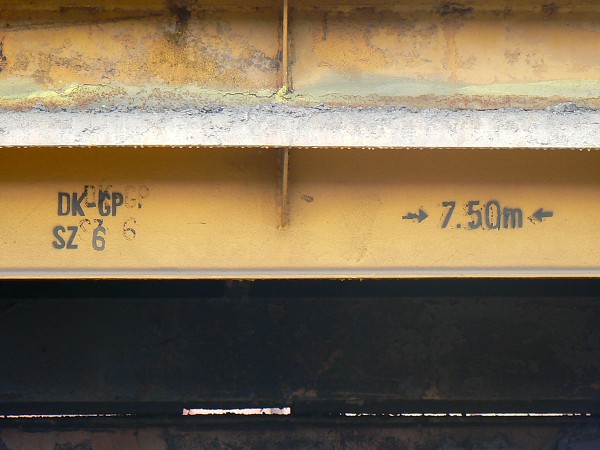 DK-GP
SZ 6
→ 7.50m ←